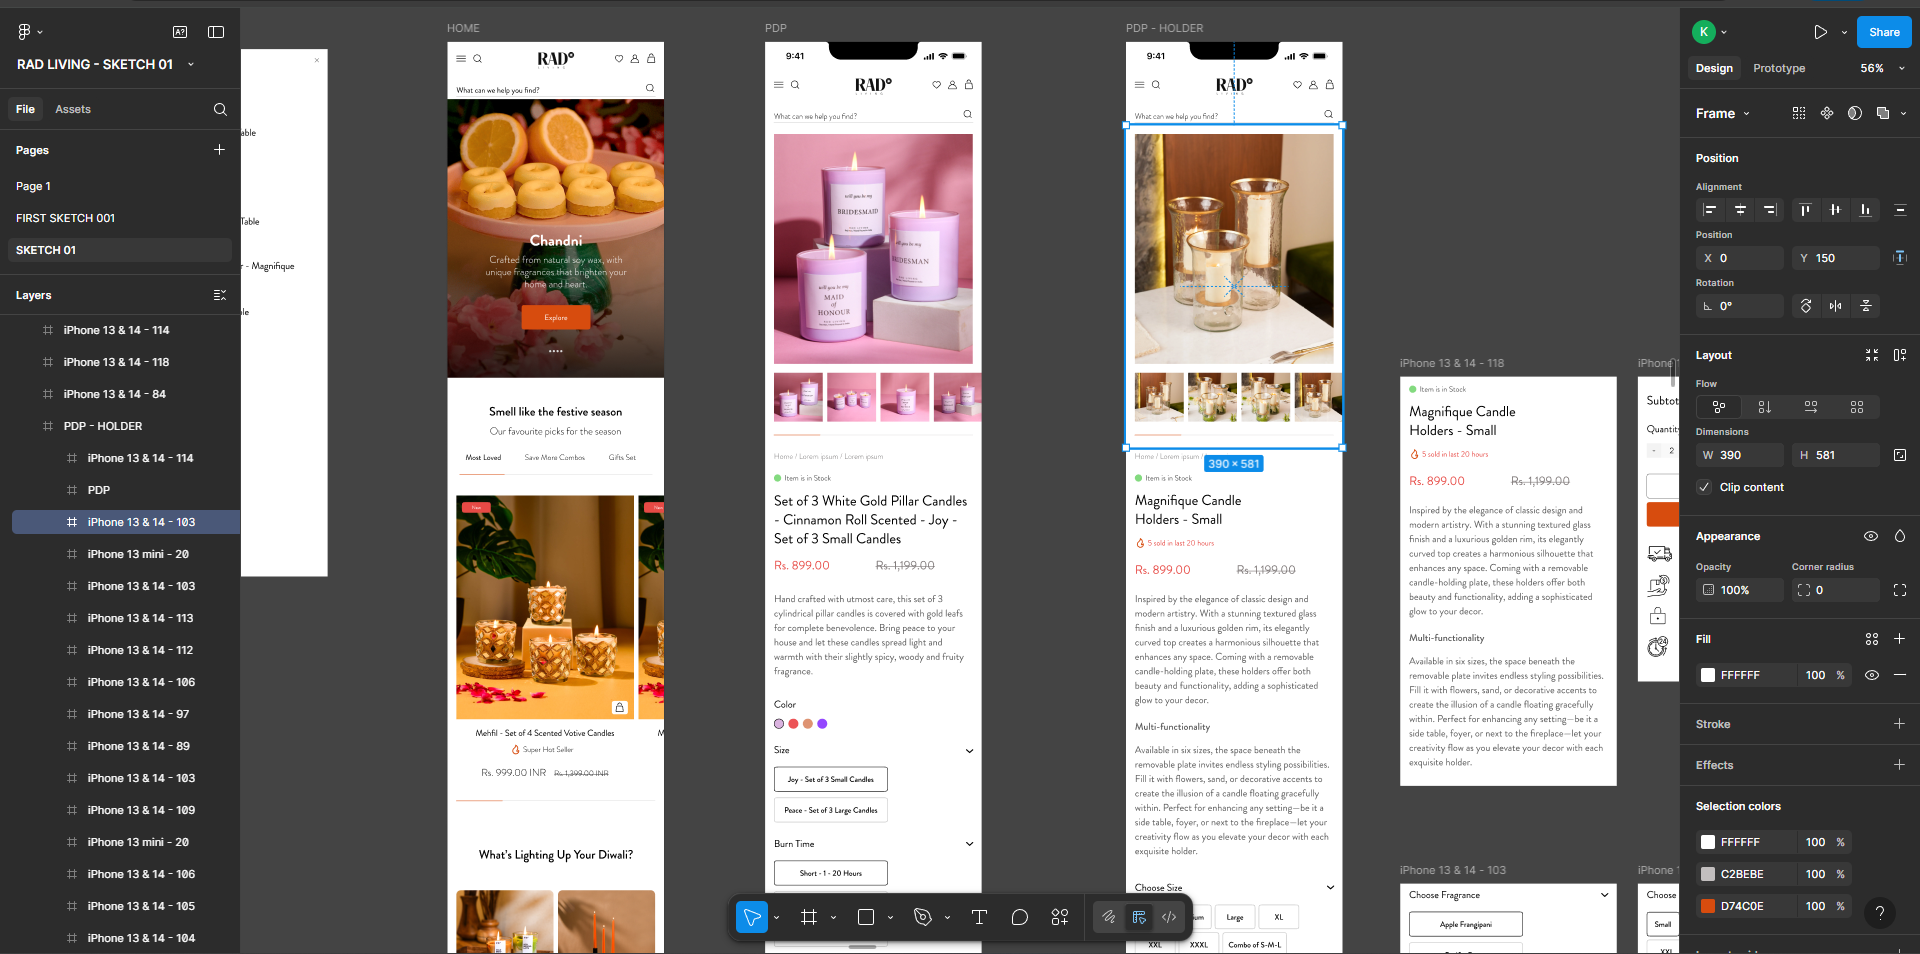 RAD LIVING - SKETCH 01
File
Assets
Pages
Page 1
FIRST SKETCH 001
SKETCH 01
Layers
iPhone 13 & 14 - 114
iPhone 13 & 14 - 118
iPhone 13 & 14 - 84
PDP - HOLDER
iPhone 13 & 14 - 114
PDP
iPhone 13 & 14 - 103
iPhone 13 mini - 20
iPhone 13 & 14 - 103
iPhone 13 & 14 - 113
iPhone 13 & 14 - 112
iPhone 13 & 14 - 106
iPhone 13 & 14 - 97
iPhone 13 & 14 - 89
iPhone 13 & 14 - 103
iPhone 13 & 14 - 109
iPhone 13 mini - 20
iPhone 13 & 14 - 106
iPhone 13 & 14 - 105
iPhone 13 & 14 - 104
able
Table
r - Magnifique
le
HOME
RAD
LIVING
What can we help you find?
Chandni
Crafted from natural soy wax, with
unique fragrances that brighten your
home and heart.
Explore
Smell like the festive season
Our favourite picks for the season
Most Loved
Save More Combos
Gifts Set
New
Mehfil - Set of 4 Scented Votive Candles
Super Hot Seller
Rs. 999.00 INR
Rs. 1,399.00 INR
What's Lighting Up Your Diwali?
PDP
9:41
RAD
LIVING
What can we help you find?
will you be my
BRIDESMAID
will you be my
BRIDESMAN
will you be my
MAID
of
HONOUR
Home / Lorem ipsum / Lorem ipsum
Item is in Stock
Set of 3 White Gold Pillar Candles
- Cinnamon Roll Scented - Joy -
Set of 3 Small Candles
Rs. 899.00
Rs. 1,199.00
Hand crafted with utmost care, this set of 3
cylindrical pillar candles is covered with gold leafs
for complete benevolence. Bring peace to your
house and let these candles spread light and
warmth with their slightly spicy, woody and fruity
fragrance.
Color
Size
Joy - Set of 3 Small Candles
Peace - Set of 3 Large Candles
Burn Time
Short - 1 - 20 Hours
PDP - HOLDER
9:41
RAD
LIVING
What can we help you find?
Home / Lorem ipsum /
390 × 581
Item is in Stock
Magnifique Candle
Holders - Small
5 sold in last 20 hours
Rs. 899.00
Rs. 1,199.00
Inspired by the elegance of classic design and
modern artistry. With a stunning textured glass
finish and a luxurious golden rim, its elegantly
curved top creates a harmonious silhouette that
enhances any space. Coming with a removable
candle-holding plate, these holders offer both
beauty and functionality, adding a sophisticated
glow to your decor.
Multi-functionality
Available in six sizes, the space beneath the
removable plate invites endless styling possibilities.
Fill it with flowers, sand, or decorative accents to
create the illusion of a candle floating gracefully
within. Perfect for enhancing any setting—be it a
side table, foyer, or next to the fireplace—let your
creativity flow as you elevate your decor with each
exquisite holder.
Choose Size
um
Large
XL
XXL
XXXL
Combo of S-M-L
iPhone 13 & 14 - 118
Item is in Stock
Magnifique Candle
Holders - Small
5 sold in last 20 hours
Rs. 899.00
Rs. 1,199.00
Inspired by the elegance of classic design and
modern artistry. With a stunning textured glass
finish and a luxurious golden rim, its elegantly
curved top creates a harmonious silhouette that
enhances any space. Coming with a removable
candle-holding plate, these holders offer both
beauty and functionality, adding a sophisticated
glow to your decor.
Multi-functionality
Available in six sizes, the space beneath the
removable plate invites endless styling possibilities.
Fill it with flowers, sand, or decorative accents to
create the illusion of a candle floating gracefully
within. Perfect for enhancing any setting—be it a
side table, foyer, or next to the fireplace—let your
creativity flow as you elevate your decor with each
exquisite holder.
iPhone 13 & 14 - 103
Choose Fragrance
Apple Frangipani
iPhone
Subtot
Quantity
- 2
24
iPhone 1
Choose
Small
XXL
K
Share
Design
Prototype
56%
Frame
Position
Alignment
Position
X 0
Y 150
Rotation
0°
Layout
Flow
Dimensions
W 390
H 581
Clip content
Appearance
Opacity
Corner radius
100%
0
Fill
FFFFFF 100 %
Stroke
Effects
Selection colors
FFFFFF 100 %
C2BEBE 100 %
D74C0E 100 %
?